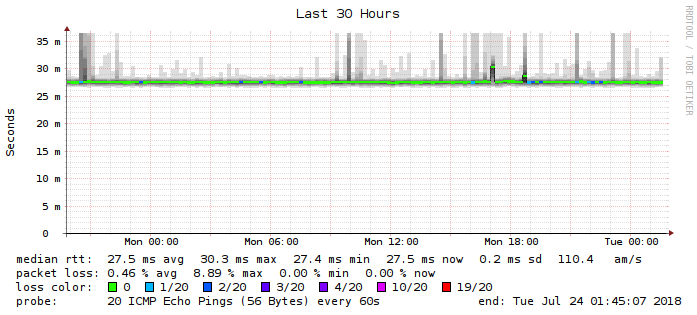 Last 30 Hours
RRDTOOL / TOBI OETIKER
Seconds
35 m
30 m
25 m
20 m
15 m
10 m
5 m
0
Mon 00:00 Mon 06:00 Mon 12:00 Mon 18:00 Tue 00:00
median rtt: 27.5 ms avg 30.3 ms max 27.4 ms min 27.5 ms now 0.2 ms sd 110.4 am/s
packet loss: 0.46 % avg 8.89 % max 0.00 % min 0.00 % now
loss color: 0 1/20 2/20 3/20 4/20 10/20 19/20
probe: 20 ICMP Echo Pings (56 Bytes) every 60s end: Tue Jul 24 01:45:07 2018